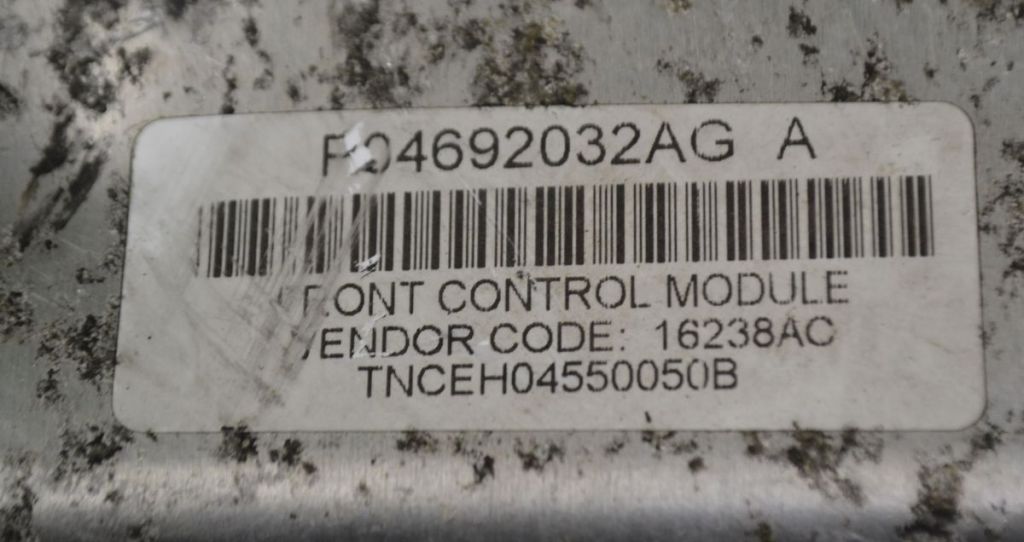 P04692032AG A
FRONT CONTROL MODULE
VENDOR CODE: 16238AC
TNCEH04550050B